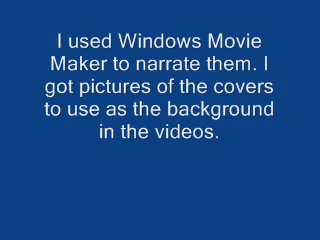 I used Windows Movie
Maker to narrate them. I
got pictures of the covers
to use as the background
in the videos.